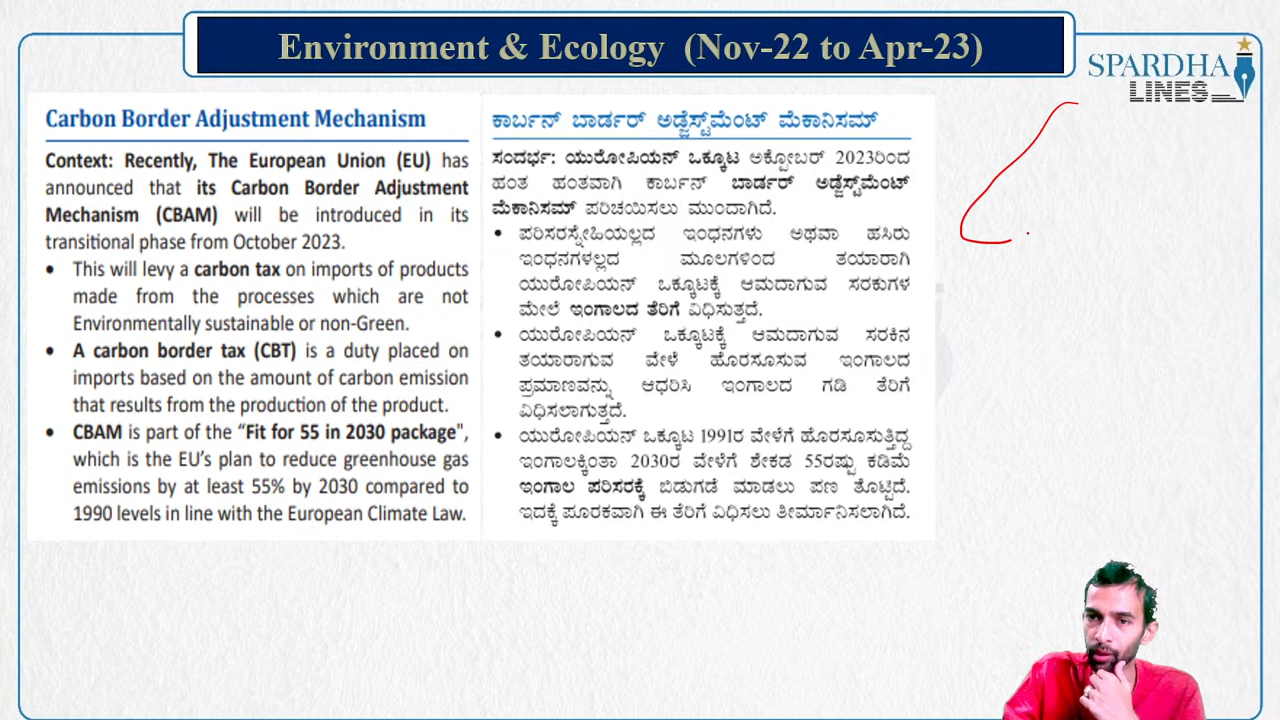 Environment & Ecology (Nov-22 to Apr-23)
SPARDHA
LINES
Carbon Border Adjustment Mechanism
Context: Recently, The European Union (EU) has
announced that its Carbon Border Adjustment
Mechanism (CBAM) will be introduced in its
transitional phase from October 2023.
• This will levy a carbon tax on imports of products
made from the processes which are not
Environmentally sustainable or non-Green.
• A carbon border tax (CBT) is a duty placed on
imports based on the amount of carbon emission
that results from the production of the product.
• CBAM is part of the “Fit for 55 in 2030 package",
which is the EU’s plan to reduce greenhouse gas
emissions by at least 55% by 2030 compared to
1990 levels in line with the European Climate Law.
ಕಾರ್ಬನ್ ಬಾರ್ಡರ್ ಅಡ್ಜೆಸ್ಟ್‌ಮೆಂಟ್ ಮೆಕಾನಿಸಮ್
ಸಂದರ್ಭ: ಯುರೋಪಿಯನ್ ಒಕ್ಕೂಟ ಅಕ್ಟೋಬರ್ 2023ರಿಂದ
ಹಂತ ಹಂತವಾಗಿ ಕಾರ್ಬನ್ ಬಾರ್ಡರ್ ಅಡ್ಜೆಸ್ಟ್‌ಮೆಂಟ್
ಮೆಕಾನಿಸಮ್ ಪರಿಚಯಿಸಲು ಮುಂದಾಗಿದೆ.
• ಪರಿಸರಸ್ನೇಹಿಯಲ್ಲದ ಇಂಧನಗಳು ಅಥವಾ ಹಸಿರು
ಇಂಧನಗಳಲ್ಲದ ಮೂಲಗಳಿಂದ ತಯಾರಾಗಿ
ಯುರೋಪಿಯನ್ ಒಕ್ಕೂಟಕ್ಕೆ ಆಮದಾಗುವ ಸರಕುಗಳ
ಮೇಲೆ ಇಂಗಾಲದ ತೆರಿಗೆ ವಿಧಿಸುತ್ತದೆ.
• ಯುರೋಪಿಯನ್ ಒಕ್ಕೂಟಕ್ಕೆ ಆಮದಾಗುವ ಸರಕಿನ
ತಯಾರಾಗುವ ವೇಳೆ ಹೊರಸೂಸುವ ಇಂಗಾಲದ
ಪ್ರಮಾಣವನ್ನು ಆಧರಿಸಿ ಇಂಗಾಲದ ಗಡಿ ತೆರಿಗೆ
ವಿಧಿಸಲಾಗುತ್ತದೆ.
• ಯುರೋಪಿಯನ್ ಒಕ್ಕೂಟ 1991ರ ವೇಳೆಗೆ ಹೊರಸೂಸುತ್ತಿದ್ದ
ಇಂಗಾಲಕ್ಕಿಂತಾ 2030ರ ವೇಳೆಗೆ ಶೇಕಡ 55ರಷ್ಟು ಕಡಿಮೆ
ಇಂಗಾಲ ಪರಿಸರಕ್ಕೆ ಬಿಡುಗಡೆ ಮಾಡಲು ಪಣ ತೊಟ್ಟಿದೆ.
ಇದಕ್ಕೆ ಪೂರಕವಾಗಿ ಈ ತೆರಿಗೆ ವಿಧಿಸಲು ತೀರ್ಮಾನಿಸಲಾಗಿದೆ.